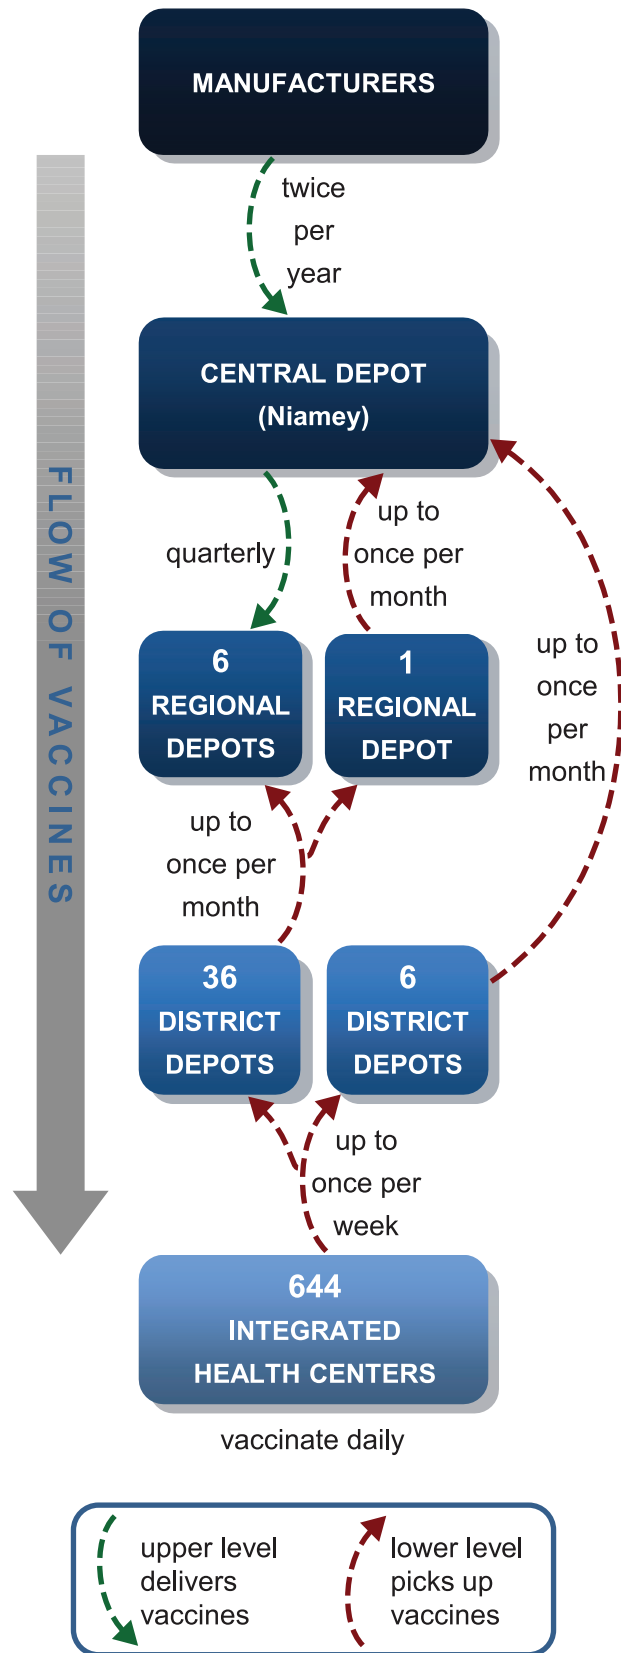 MANUFACTURERS
twice
per
year
CENTRAL DEPOT
(Niamey)
FLOW OF VACCINES
quarterly
up to
once per
month
6
REGIONAL
DEPOTS
1
REGIONAL
DEPOT
up to
once
per
month
up to
once per
month
36
DISTRICT
DEPOTS
6
DISTRICT
DEPOTS
up to
once per
week
644
INTEGRATED
HEALTH CENTERS
vaccinate daily
upper level
delivers
vaccines
lower level
picks up
vaccines